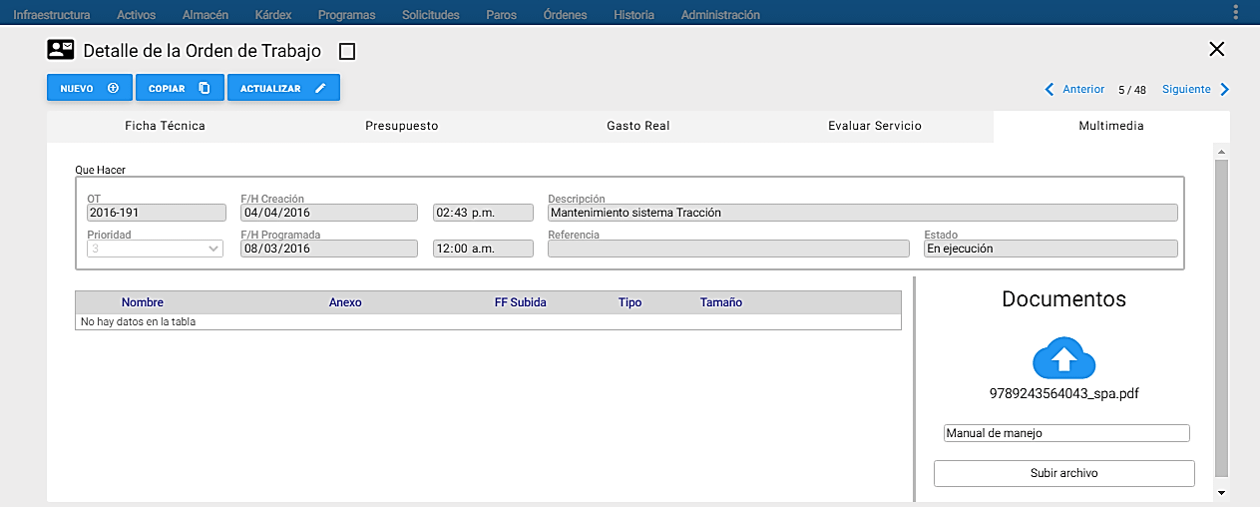 Infraestructura Activos Almacén Kárdex Programas Solicitudes Paros Órdenes Historia Administración
Detalle de la Orden de Trabajo
NUEVO COPIAR ACTUALIZAR
Anterior 5 / 48 Siguiente
Ficha Técnica Presupuesto Gasto Real Evaluar Servicio Multimedia
Que Hacer
OT F/H Creación Descripción
2016-191 04/04/2016 02:43 p.m. Mantenimiento sistema Tracción
Prioridad F/H Programada Referencia Estado
3 08/03/2016 12:00 a.m. En ejecución
Nombre Anexo FF Subida Tipo Tamaño
No hay datos en la tabla
Documentos
9789243564043_spa.pdf
Manual de manejo
Subir archivo